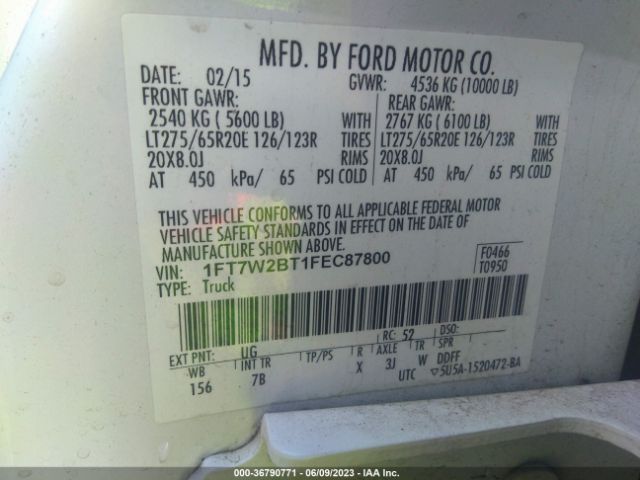 MFD. BY FORD MOTOR CO.
DATE: 02/15 GVWR: 4536 KG (10000 LB)
FRONT GAWR: REAR GAWR:
2540 KG ( 5600 LB) WITH 2767 KG ( 6100 LB) WITH
LT275/65R20E 126/123R TIRES LT275/65R20E 126/123R TIRES
20X8.0J RIMS 20X8.0J RIMS
AT 450 kPa/ 65 PSI COLD AT 450 kPa/ 65 PSI COLD
THIS VEHICLE CONFORMS TO ALL APPLICABLE FEDERAL MOTOR
VEHICLE SAFETY STANDARDS IN EFFECT ON THE DATE OF
MANUFACTURE SHOWN ABOVE.
VIN: 1FT7W2BT1FEC87800 F0466
TYPE: Truck T0950
EXT PNT: UG RC: 52 DSO:
WB INT TR TP/PS R AXLE TR SPR
156 7B X 3J W DDFF
UTC ▽5U5A-1520472-BA
000-36790771 / 06/09/2023 / IAA Inc.